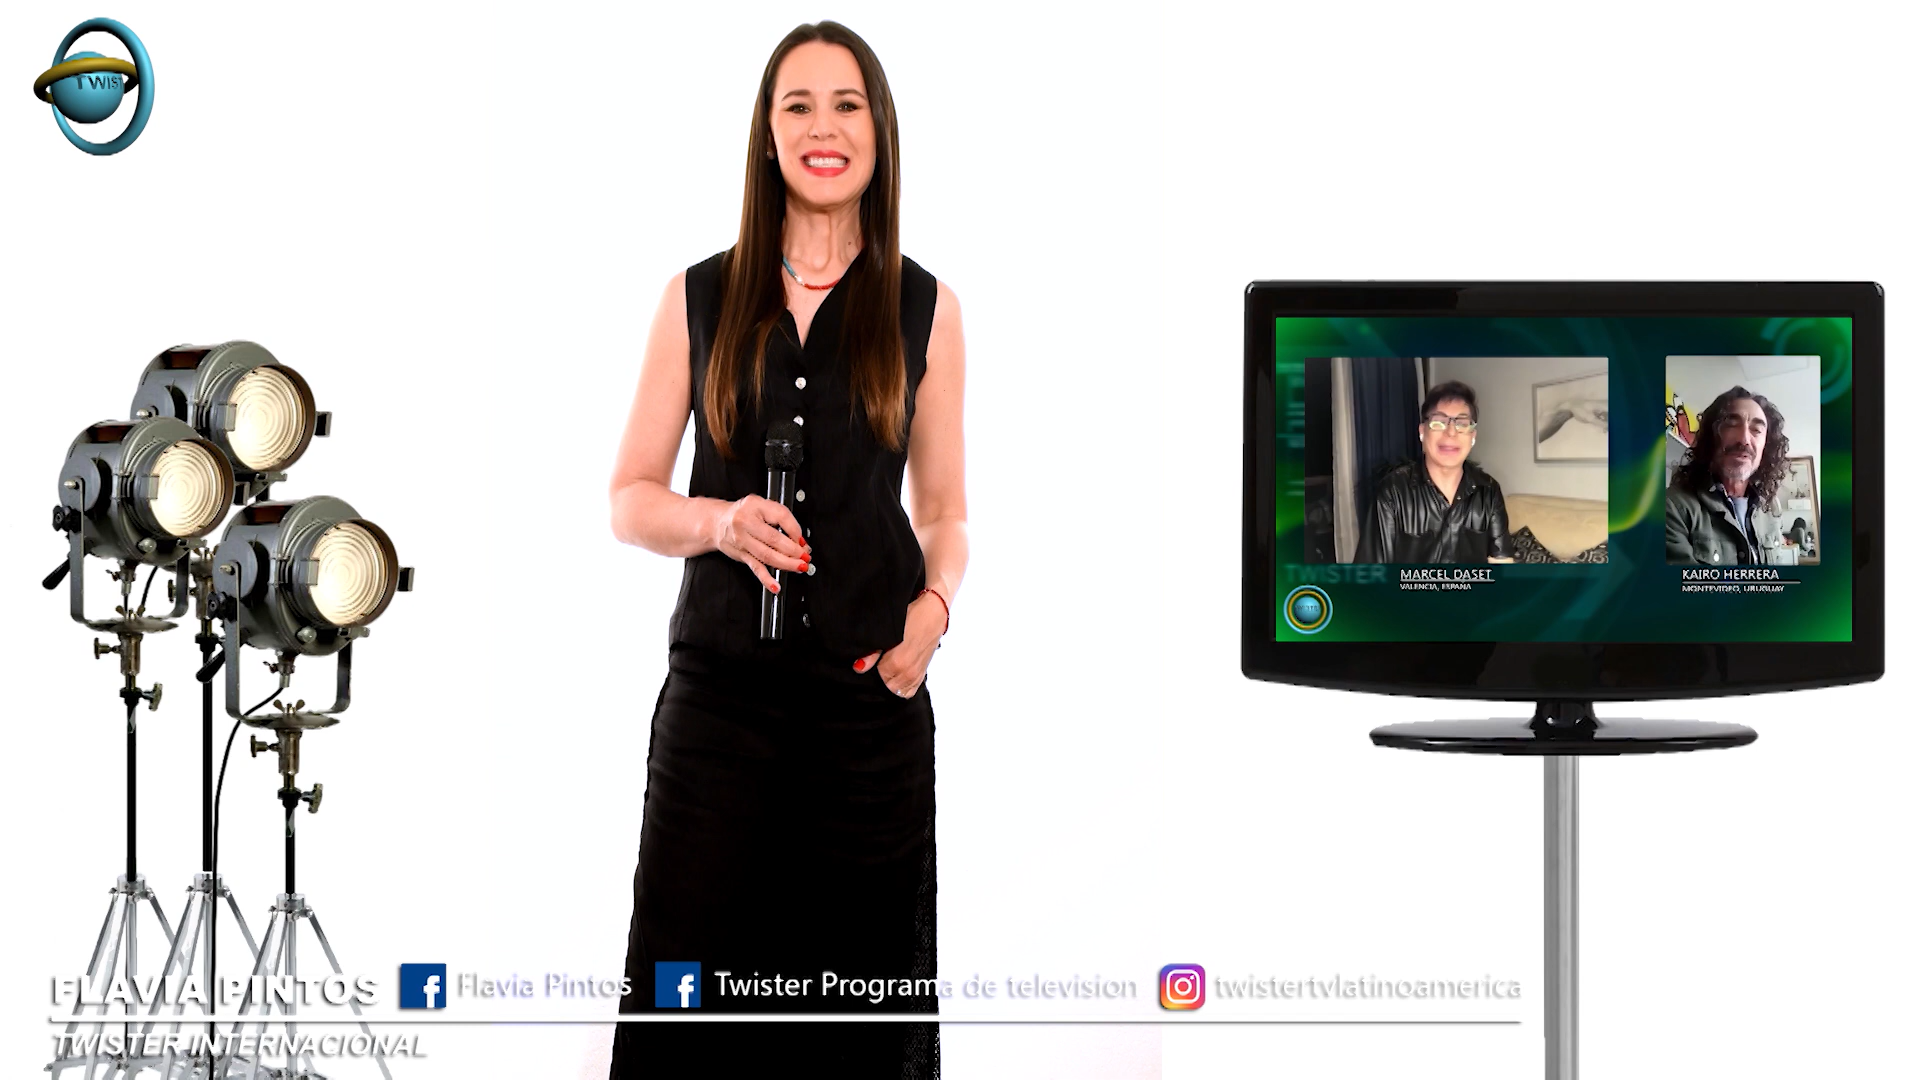 TWIST
TWISTER
MARCEL DASET
VALENCIA, ESPAÑA
KAIRO HERRERA
MONTEVIDEO, URUGUAY
FLAVIA PINTOS
Flavia Pintos
Twister Programa de television
twistertvlatinoamerica
TWISTER INTERNACIONAL